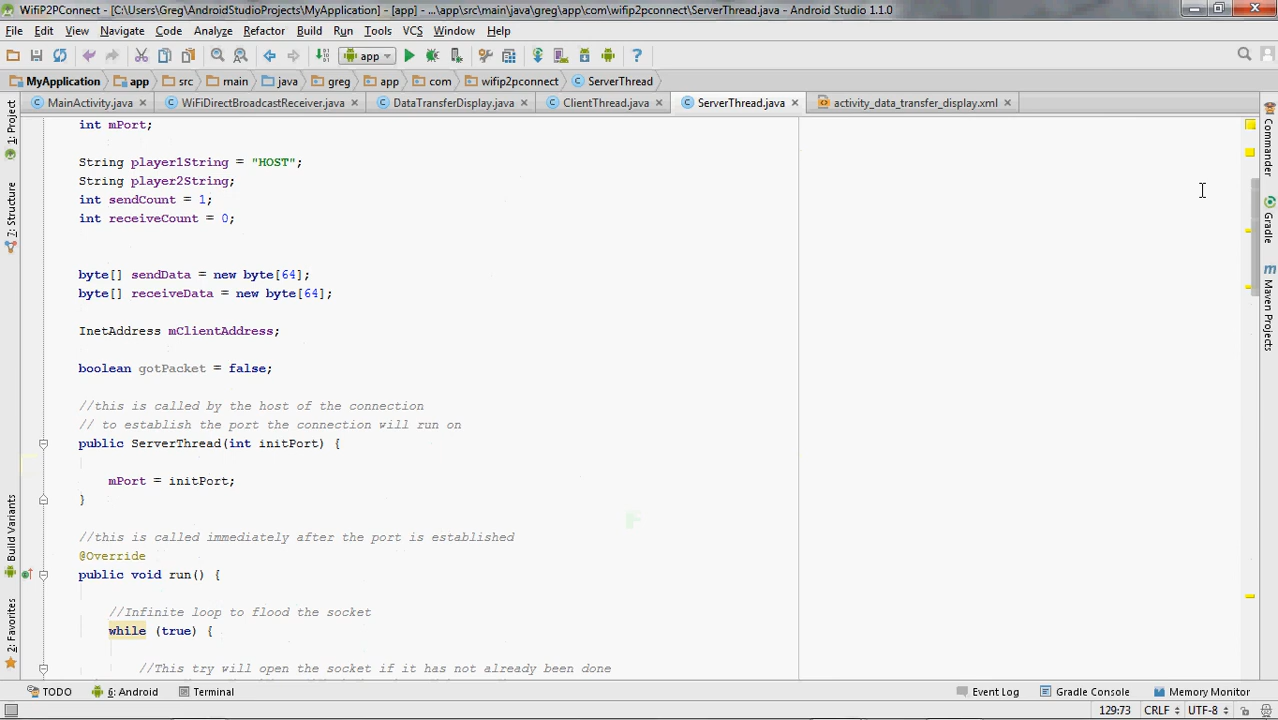 WifiP2PConnect - [C:\Users\Greg\AndroidStudioProjects\MyApplication] - [app] - ...\app\src\main\java\greg\app\com\wifip2pconnect\ServerThread.java - Android Studio 1.1.0
File Edit View Navigate Code Analyze Refactor Build Run Tools VCS Window Help
app
MyApplication app src main java greg app com wifip2pconnect ServerThread
MainActivity.java WiFiDirectBroadcastReceiver.java DataTransferDisplay.java ClientThread.java ServerThread.java activity_data_transfer_display.xml
1: Project
7: Structure
Build Variants
2: Favorites
int mPort;
String player1String = "HOST";
String player2String;
int sendCount = 1;
int receiveCount = 0;
byte[] sendData = new byte[64];
byte[] receiveData = new byte[64];
InetAddress mClientAddress;
boolean gotPacket = false;
//this is called by the host of the connection
// to establish the port the connection will run on
public ServerThread(int initPort) {
mPort = initPort;
}
//this is called immediately after the port is established
@Override
public void run() {
//Infinite loop to flood the socket
while (true) {
//This try will open the socket if it has not already been done
Commander
Gradle
m Maven Projects
TODO 6: Android Terminal Event Log Gradle Console Memory Monitor
129:73 CRLF UTF-8